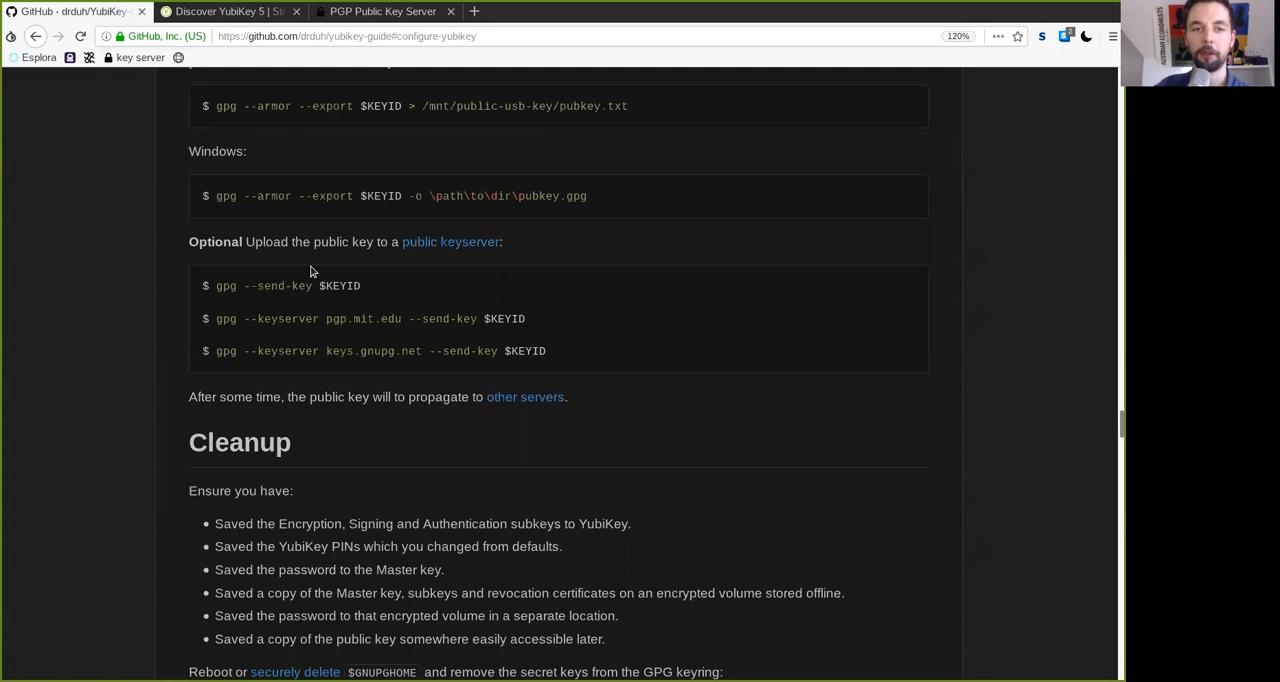 GitHub - drduh/YubiKey-
Discover YubiKey 5 | Str
PGP Public Key Server
GitHub, Inc. (US)
https://github.com/drduh/yubikey-guide#configure-yubikey
120%
S
2
Esplora
key server
AUSTRIAN ECONOMISTS
$ gpg --armor --export $KEYID > /mnt/public-usb-key/pubkey.txt
Windows:
$ gpg --armor --export $KEYID -o \path\to\dir\pubkey.gpg
Optional Upload the public key to a public keyserver:
$ gpg --send-key $KEYID
$ gpg --keyserver pgp.mit.edu --send-key $KEYID
$ gpg --keyserver keys.gnupg.net --send-key $KEYID
After some time, the public key will to propagate to other servers.
Cleanup
Ensure you have:
Saved the Encryption, Signing and Authentication subkeys to YubiKey.
Saved the YubiKey PINs which you changed from defaults.
Saved the password to the Master key.
Saved a copy of the Master key, subkeys and revocation certificates on an encrypted volume stored offline.
Saved the password to that encrypted volume in a separate location.
Saved a copy of the public key somewhere easily accessible later.
Reboot or securely delete $GNUPGHOME and remove the secret keys from the GPG keyring: